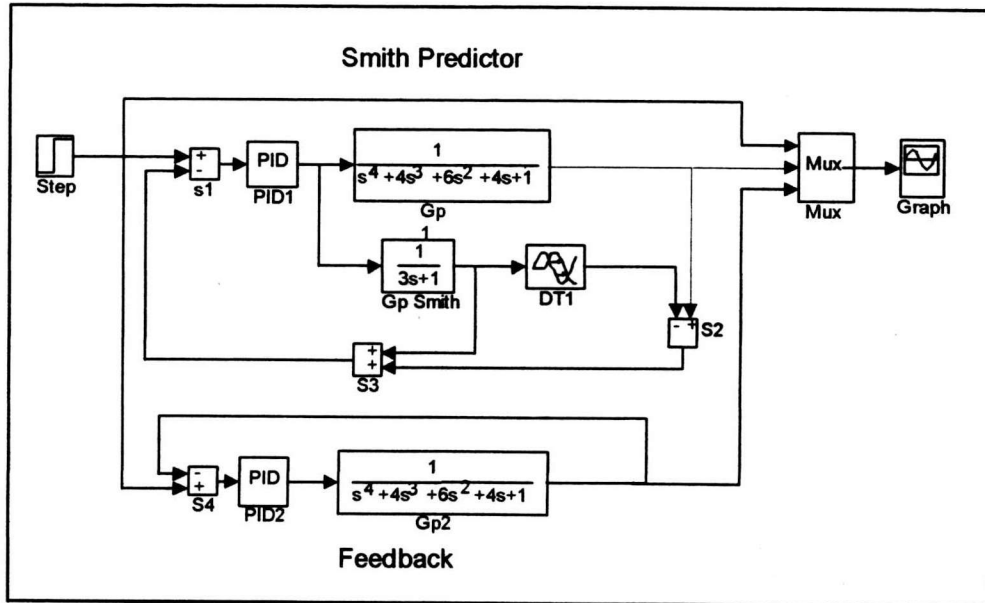 Smith Predictor
Step
+
-
s1
PID
PID1
1
s⁴+4s³+6s²+4s+1
Gp
Mux
Mux
Graph
1
1
3s+1
Gp Smith
DT1
- +
S2
+
+
S3
-
+
S4
PID
PID2
1
s⁴+4s³+6s²+4s+1
Gp2
Feedback